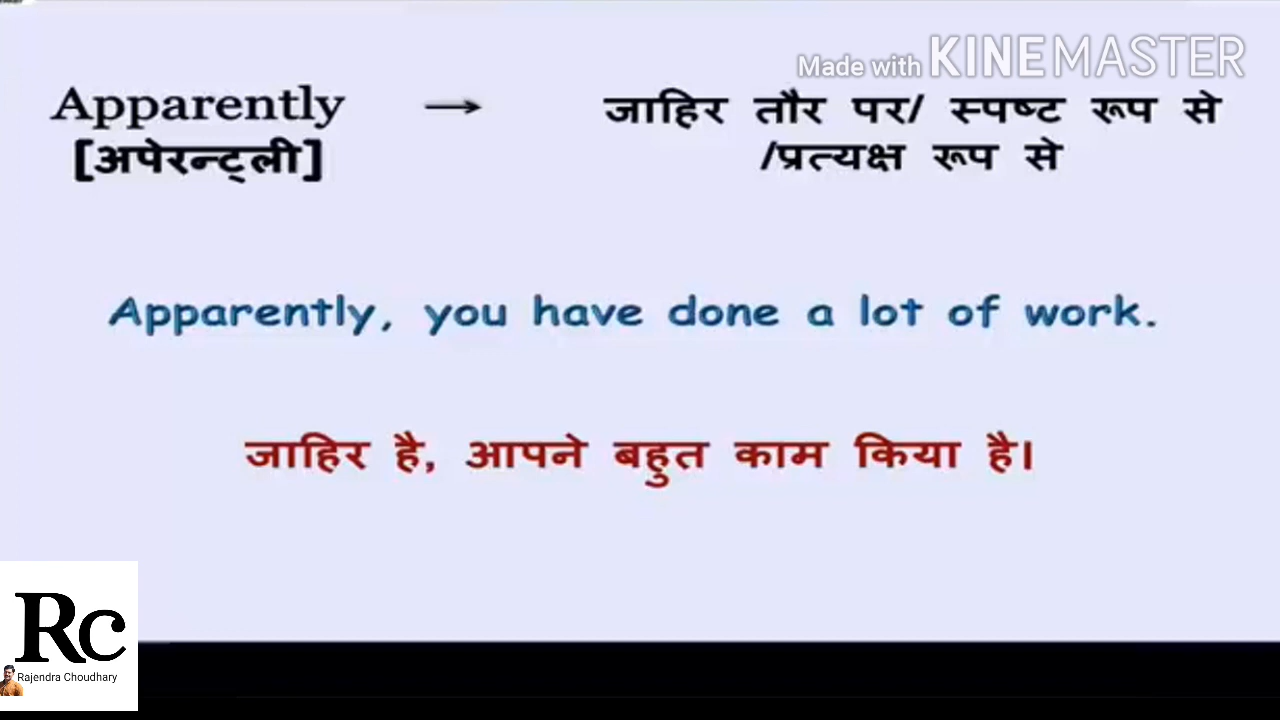 Made with KINEMASTER
Apparently → जाहिर तौर पर/ स्पष्ट रूप से
[अपेरन्ट्ली] /प्रत्यक्ष रूप से
Apparently, you have done a lot of work.
जाहिर है, आपने बहुत काम किया है।
Rc
Rajendra Choudhary